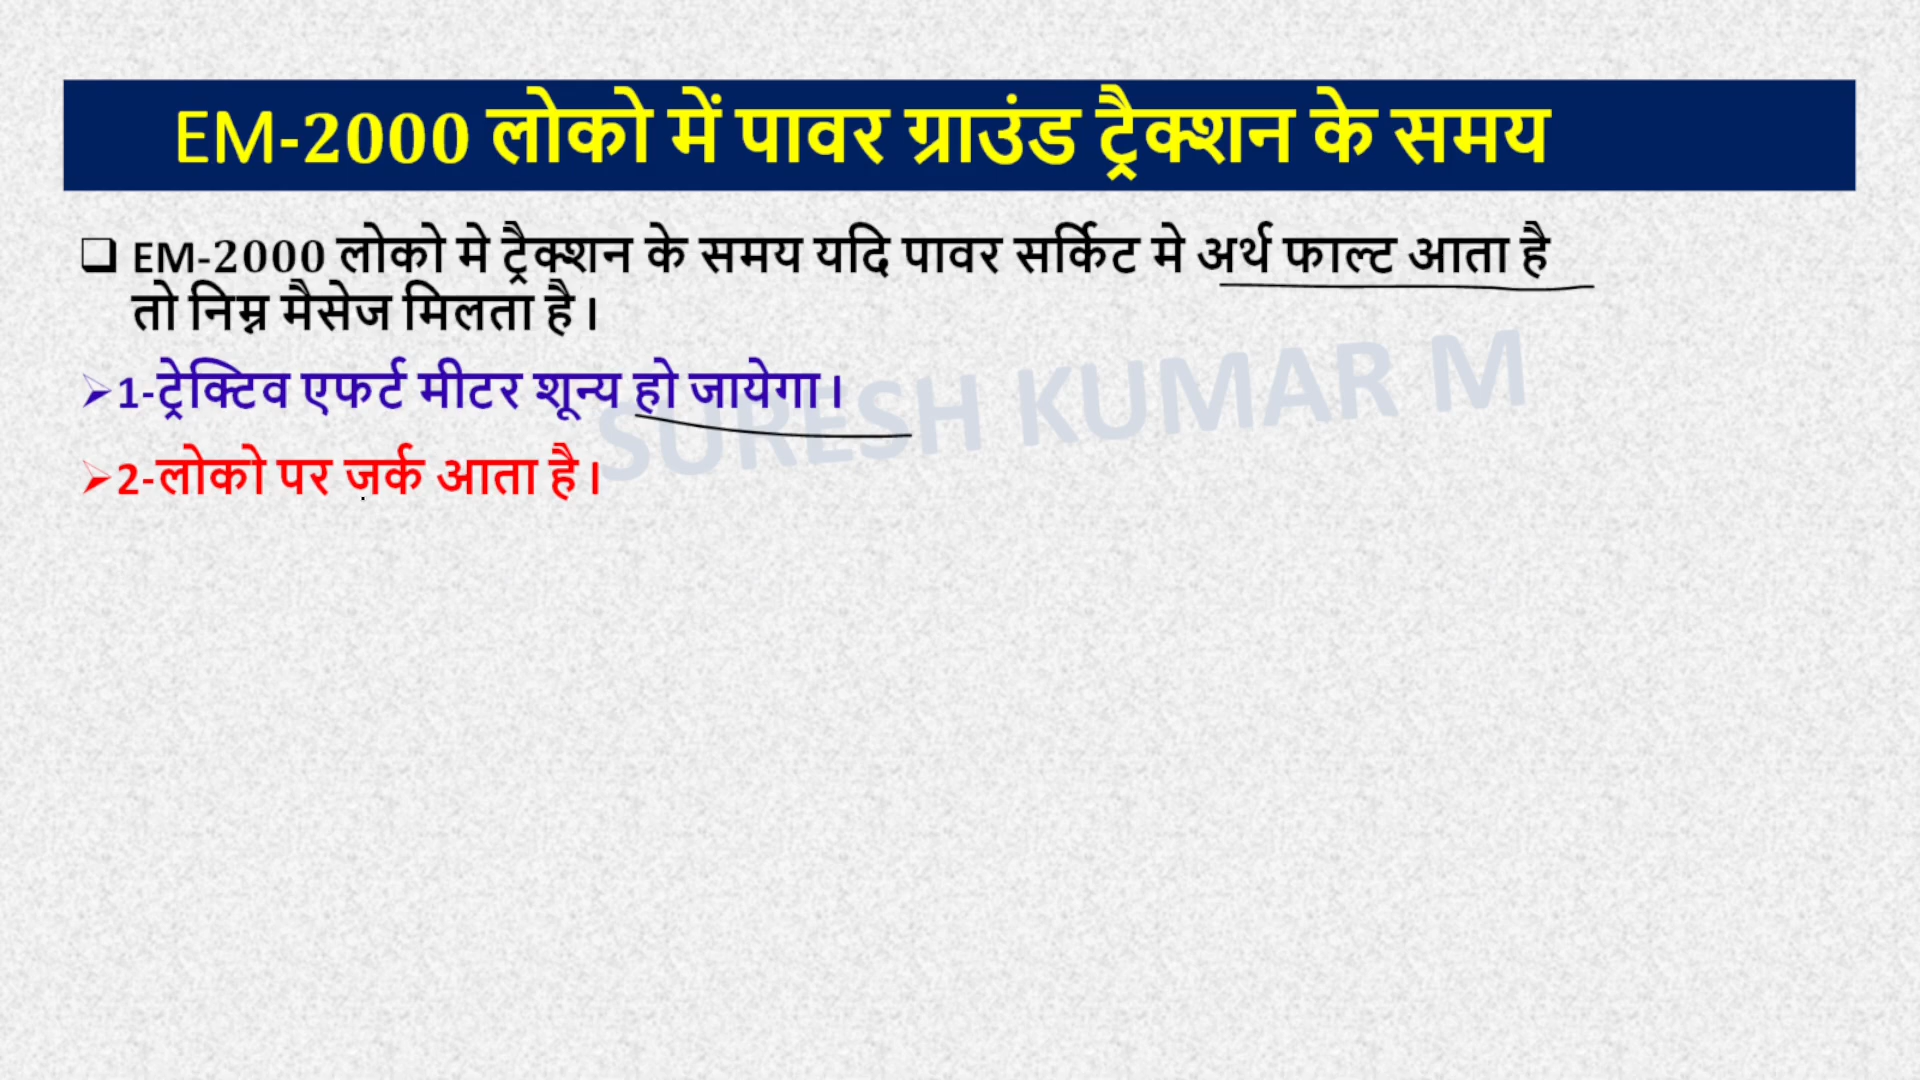 EM-2000 लोको में पावर ग्राउंड ट्रैक्शन के समय
❑ EM-2000 लोको मे ट्रैक्शन के समय यदि पावर सर्किट मे अर्थ फाल्ट आता है
तो निम्न मैसेज मिलता है।
➢1-ट्रेक्टिव एफर्ट मीटर शून्य हो जायेगा।
➢2-लोको पर जर्क आता है।
SURESH KUMAR M